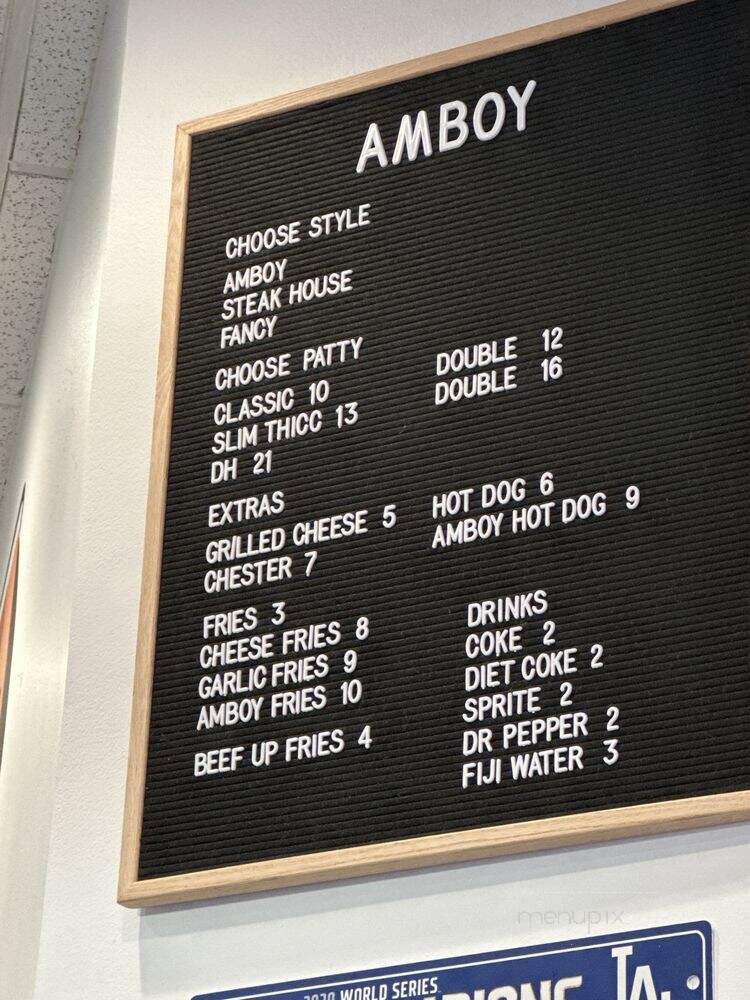 AMBOY
CHOOSE STYLE
AMBOY
STEAK HOUSE
FANCY
CHOOSE PATTY
CLASSIC 10
DOUBLE 12
SLIM THICC 13
DOUBLE 16
DH 21
EXTRAS
GRILLED CHEESE 5
CHESTER 7
HOT DOG 6
AMBOY HOT DOG 9
FRIES 3
CHEESE FRIES 8
GARLIC FRIES 9
AMBOY FRIES 10
BEEF UP FRIES 4
DRINKS
COKE 2
DIET COKE 2
SPRITE 2
DR PEPPER 2
FIJI WATER 3
menupix
2020 WORLD SERIES
LA